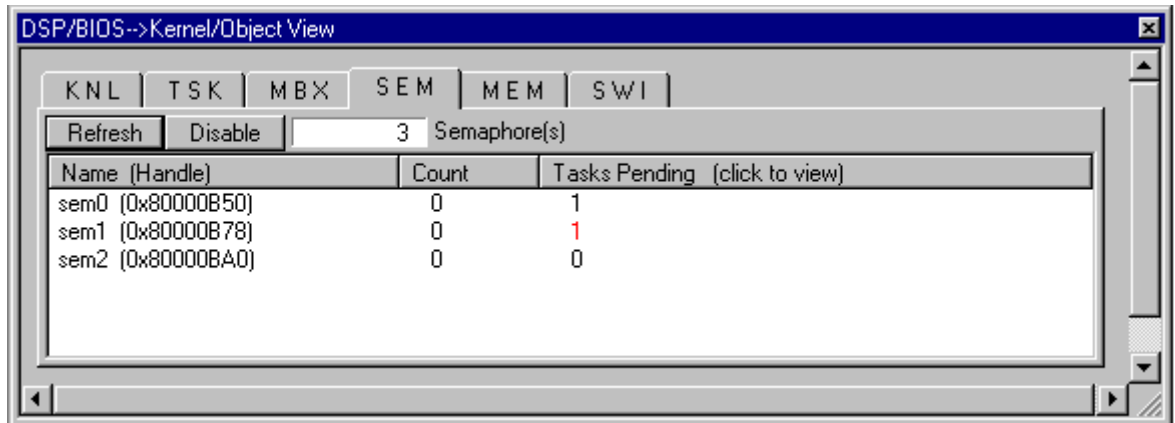 DSP/BIOS-->Kernel/Object View
KNL TSK MBX SEM MEM SWI
Refresh Disable 3 Semaphore(s)
Name (Handle) Count Tasks Pending (click to view)
sem0 (0x80000B50) 0 1
sem1 (0x80000B78) 0 1
sem2 (0x80000BA0) 0 0